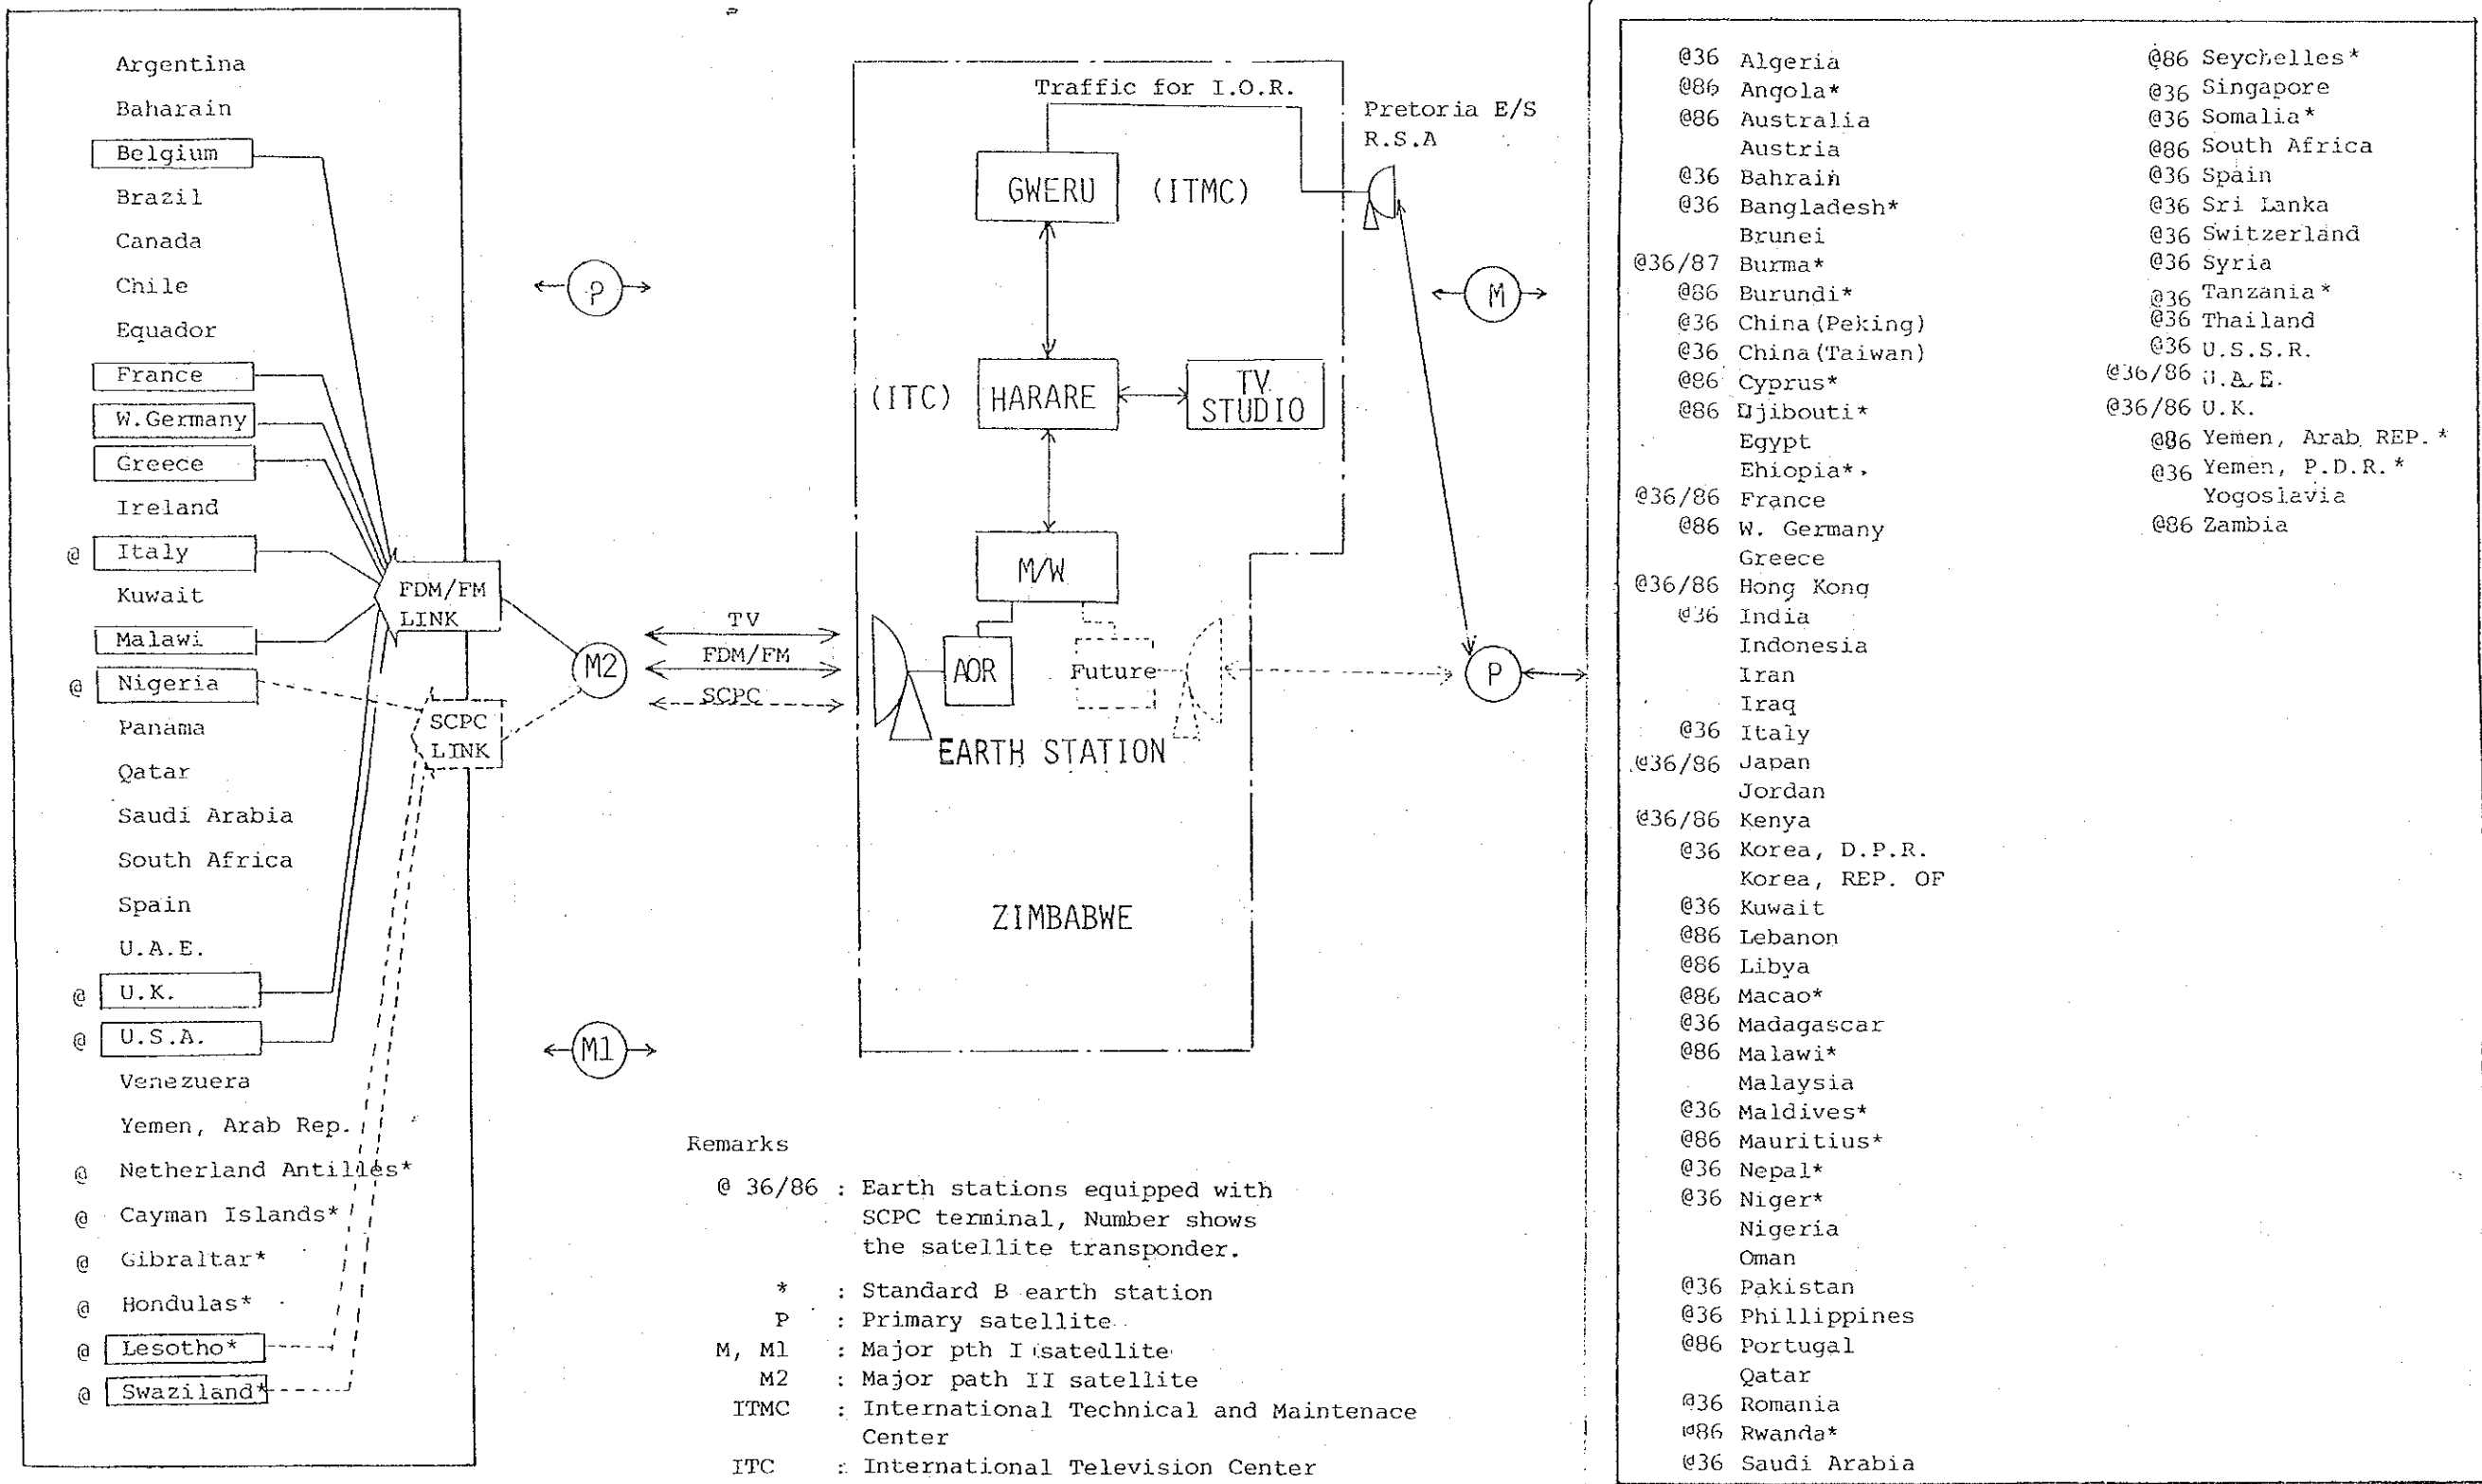 Argentina
Baharain
Belgium
Brazil
Canada
Chile
Equador
France
W.Germany
Greece
Ireland
@ Italy
Kuwait
Malawi
@ Nigeria
Panama
Qatar
Saudi Arabia
South Africa
Spain
U.A.E.
@ U.K.
@ U.S.A.
Venezuera
Yemen, Arab Rep.
@ Netherland Antilles*
@ Cayman Islands*
@ Gibraltar*
@ Hondulas*
@ Lesotho*
@ Swaziland*
FDM/FM
LINK
SCPC
LINK
P
M2
M1
TV
FDM/FM
SCPC
Traffic for I.O.R.
GWERU (ITMC)
(ITC) HARARE
TV
STUDIO
M/W
AOR
Future
EARTH STATION
ZIMBABWE
Pretoria E/S
R.S.A
M
P
Remarks
@ 36/86 : Earth stations equipped with
SCPC terminal, Number shows
the satellite transponder.
* : Standard B earth station
P : Primary satellite
M, M1 : Major pth I satellite
M2 : Major path II satellite
ITMC : International Technical and Maintenace
Center
ITC : International Television Center
@36 Algeria
@86 Angola*
@86 Australia
Austria
@36 Bahrain
@36 Bangladesh*
Brunei
@36/87 Burma*
@86 Burundi*
@36 China(Peking)
@36 China(Taiwan)
@86 Cyprus*
@86 Djibouti*
Egypt
Ehiopia*
@36/86 France
@86 W. Germany
Greece
@36/86 Hong Kong
@36 India
Indonesia
Iran
Iraq
@36 Italy
@36/86 Japan
Jordan
@36/86 Kenya
@36 Korea, D.P.R.
Korea, REP. OF
@36 Kuwait
@86 Lebanon
@86 Libya
@86 Macao*
@36 Madagascar
@86 Malawi*
Malaysia
@36 Maldives*
@86 Mauritius*
@36 Nepal*
@36 Niger*
Nigeria
Oman
@36 Pakistan
@36 Phillippines
@86 Portugal
Qatar
@36 Romania
@86 Rwanda*
@36 Saudi Arabia
@86 Seychelles*
@36 Singapore
@36 Somalia*
@86 South Africa
@36 Spain
@36 Sri Lanka
@36 Switzerland
@36 Syria
@36 Tanzania*
@36 Thailand
@36 U.S.S.R.
@36/86 U.A.E.
@36/86 U.K.
@86 Yemen, Arab REP.*
@36 Yemen, P.D.R.*
Yogoslavia
@86 Zambia